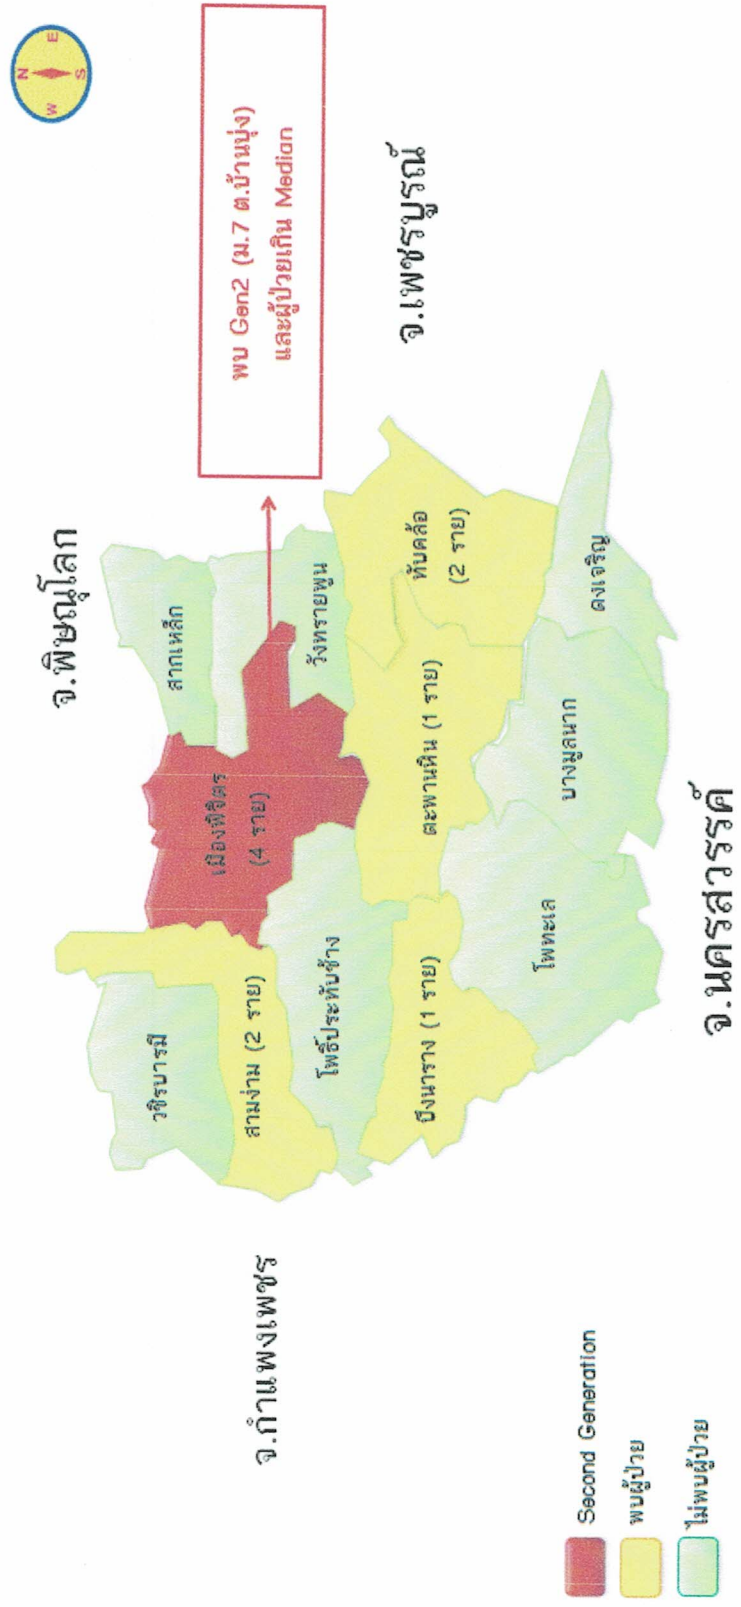 N
W
E
S
จ.พิษณุโลก
พบ Gen2 (ม.7 ต.บ้านบุ่ง)
และผู้ป่วยเกิน Median
จ.เพชรบูรณ์
วชิรบารมี
สากเหล็ก
เมืองพิจิตร
(4 ราย)
สามง่าม (2 ราย)
วังทรายพูน
โพธิ์ประทับช้าง
ทับคล้อ
(2 ราย)
ตะพานหิน (1 ราย)
บึงนาราง (1 ราย)
ดงเจริญ
บางมูลนาก
โพทะเล
จ.กำแพงเพชร
จ.นครสวรรค์
Second Generation
พบผู้ป่วย
ไม่พบผู้ป่วย